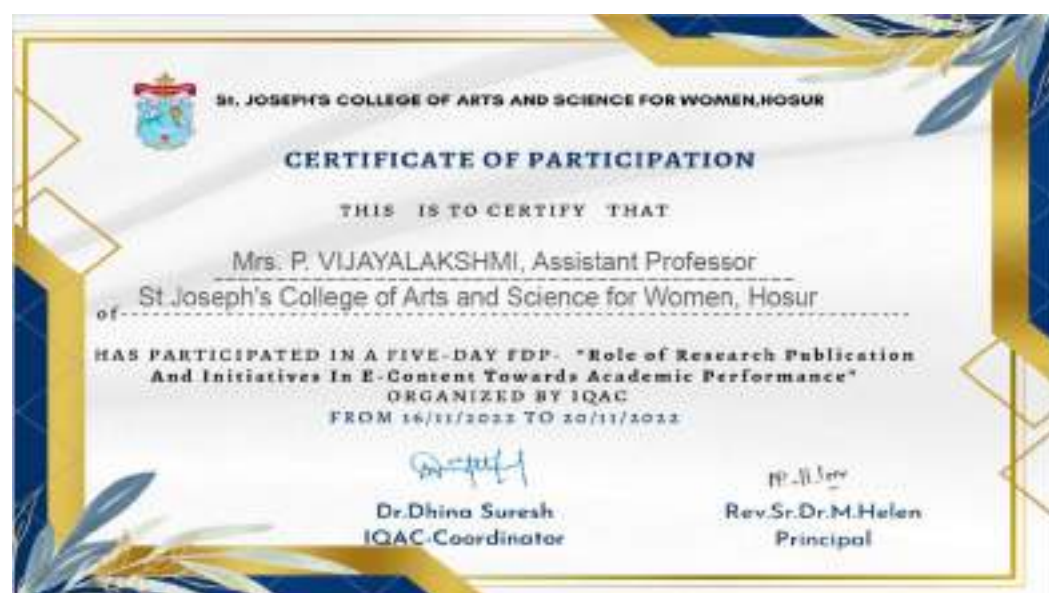 St. JOSEPH'S COLLEGE OF ARTS AND SCIENCE FOR WOMEN,HOSUR
CERTIFICATE OF PARTICIPATION
THIS IS TO CERTIFY THAT
Mrs. P. VIJAYALAKSHMI, Assistant Professor
of St Joseph's College of Arts and Science for Women, Hosur
HAS PARTICIPATED IN A FIVE-DAY FDP- "Role of Research Publication
And Initiatives In E-Content Towards Academic Performance"
ORGANIZED BY IQAC
FROM 16/11/2022 TO 20/11/2022
Dr.Dhina Suresh
IQAC-Coordinator
Rev.Sr.Dr.M.Helen
Principal